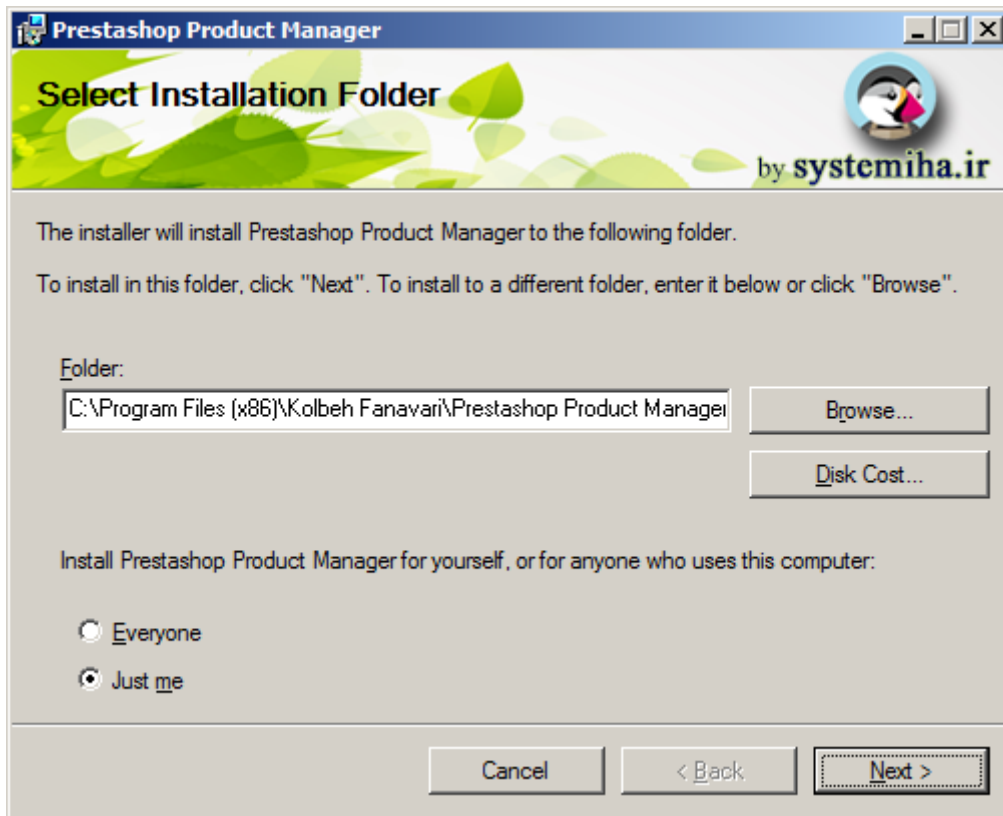 Prestashop Product Manager
Select Installation Folder
by systemiha.ir
The installer will install Prestashop Product Manager to the following folder.
To install in this folder, click "Next". To install to a different folder, enter it below or click "Browse".
Folder:
C:\Program Files (x86)\Kolbeh Fanavari\Prestashop Product Manager
Browse...
Disk Cost...
Install Prestashop Product Manager for yourself, or for anyone who uses this computer:
Everyone
Just me
Cancel
< Back
Next >